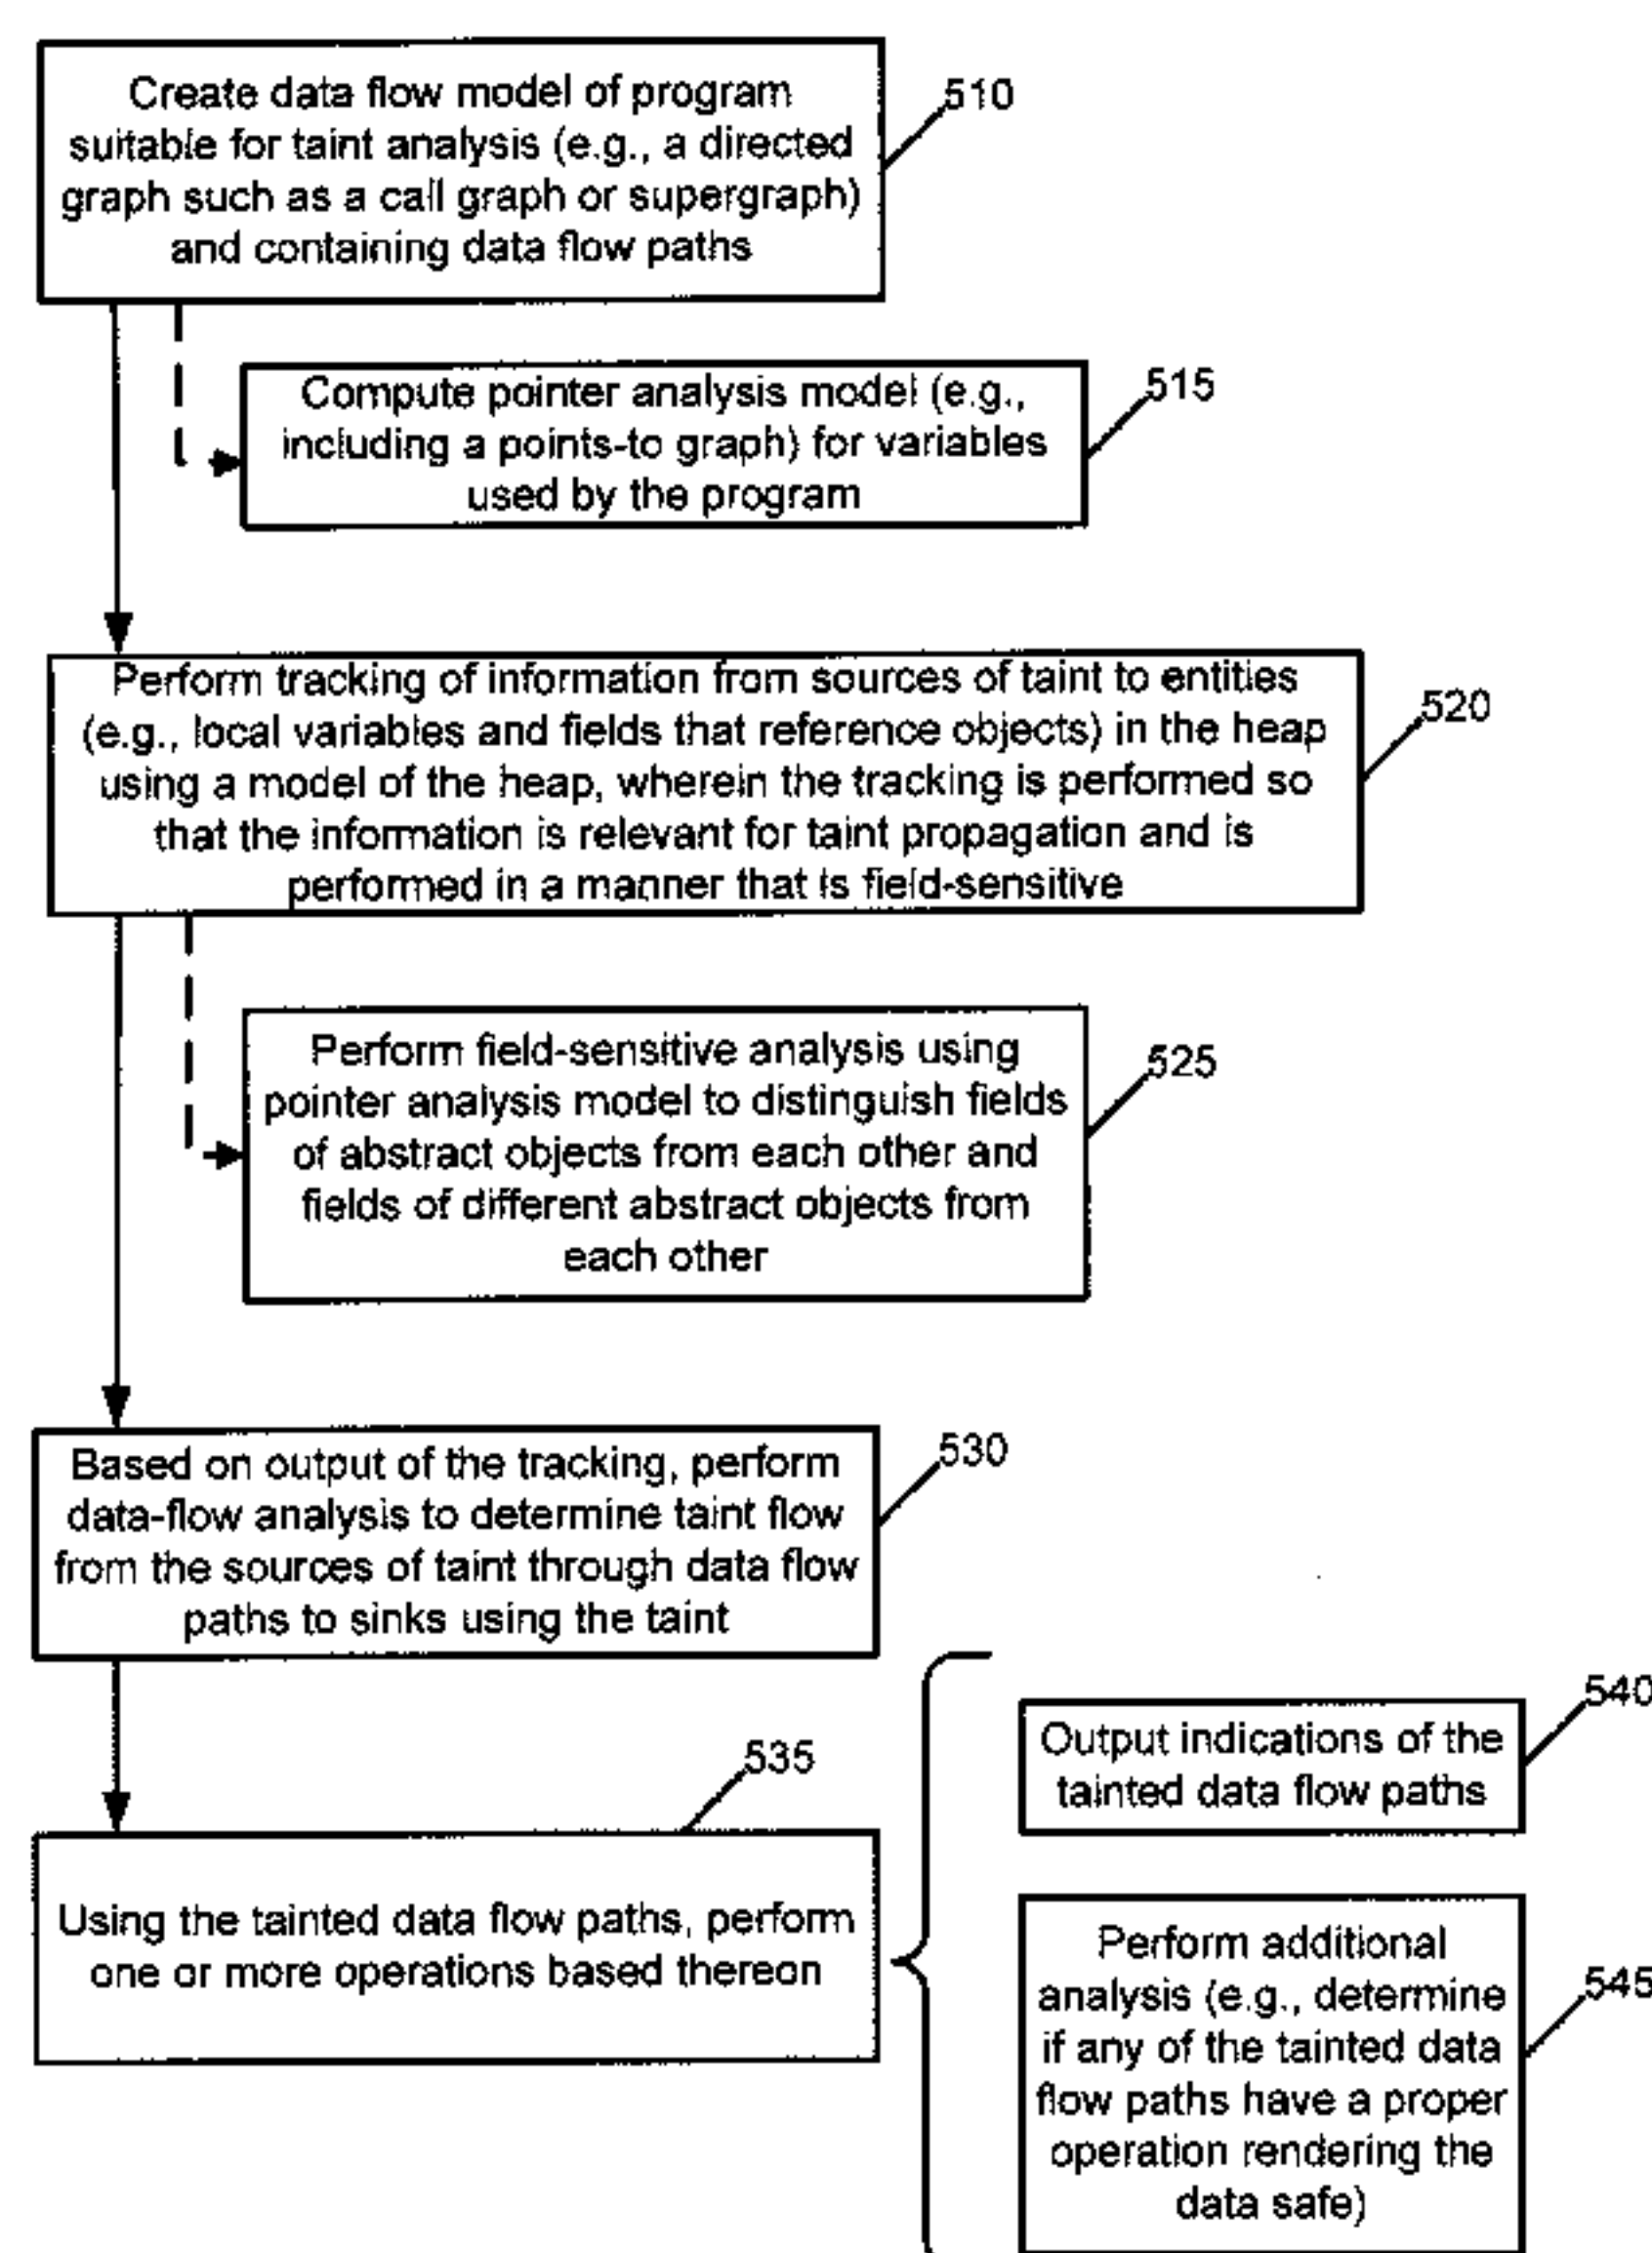 Create data flow model of program
suitable for taint analysis (e.g., a directed
graph such as a call graph or supergraph)
and containing data flow paths
510
Compute pointer analysis model (e.g.,
including a points-to graph) for variables
used by the program
515
Perform tracking of information from sources of taint to entities
(e.g., local variables and fields that reference objects) in the heap
using a model of the heap, wherein the tracking is performed so
that the information is relevant for taint propagation and is
performed in a manner that is field-sensitive
520
Perform field-sensitive analysis using
pointer analysis model to distinguish fields
of abstract objects from each other and
fields of different abstract objects from
each other
525
Based on output of the tracking, perform
data-flow analysis to determine taint flow
from the sources of taint through data flow
paths to sinks using the taint
530
535
Using the tainted data flow paths, perform
one or more operations based thereon
540
Output indications of the
tainted data flow paths
Perform additional
analysis (e.g., determine
if any of the tainted data
flow paths have a proper
operation rendering the
data safe)
545